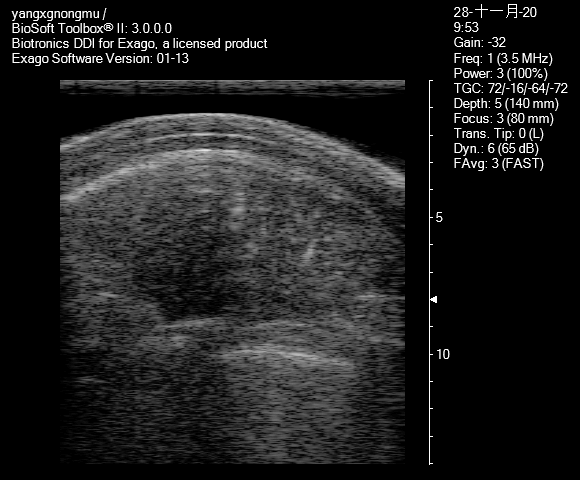 yangxgnongmu /
BioSoft Toolbox® II: 3.0.0.0
Biotronics DDI for Exago, a licensed product
Exago Software Version: 01-13
28-十一月-20
9:53
Gain: -32
Freq: 1 (3.5 MHz)
Power: 3 (100%)
TGC: 72/-16/-64/-72
Depth: 5 (140 mm)
Focus: 3 (80 mm)
Trans. Tip: 0 (L)
Dyn.: 6 (65 dB)
FAvg: 3 (FAST)
5
10